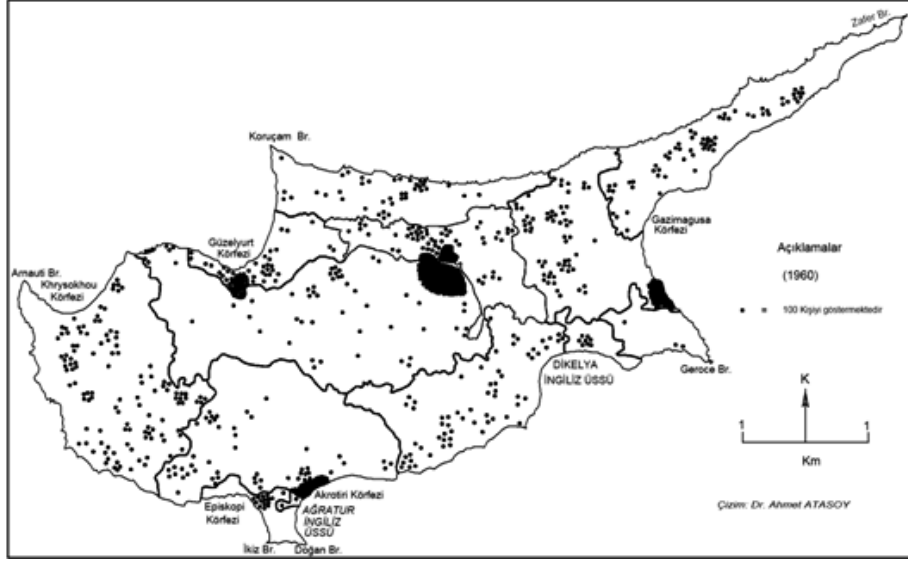 Zafer Br.
Koruçam Br.
Gazimagusa
Körfezi
Güzelyurt
Körfezi
Açıklamalar
(1960)
Arnauti Br.
Khrysokhou
Körfezi
100 Kişiyi göstermektedir
DİKELYA
İNGİLİZ ÜSSÜ
Geroce Br.
K
1 1
Km
Akrotiri Körfezi
Episkopi
Körfezi
AĞRATUR
İNGİLİZ
ÜSSÜ
İkiz Br.
Doğan Br.
Çizim: Dr. Ahmet ATASOY